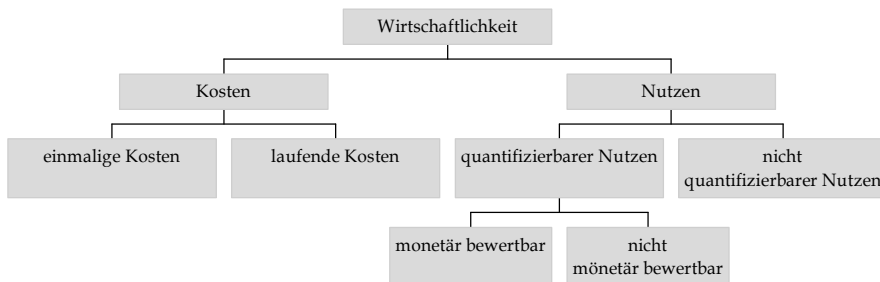 Wirtschaftlichkeit
Kosten
Nutzen
einmalige Kosten
laufende Kosten
quantifizierbarer Nutzen
nicht
quantifizierbarer Nutzen
monetär bewertbar
nicht
mönetär bewertbar